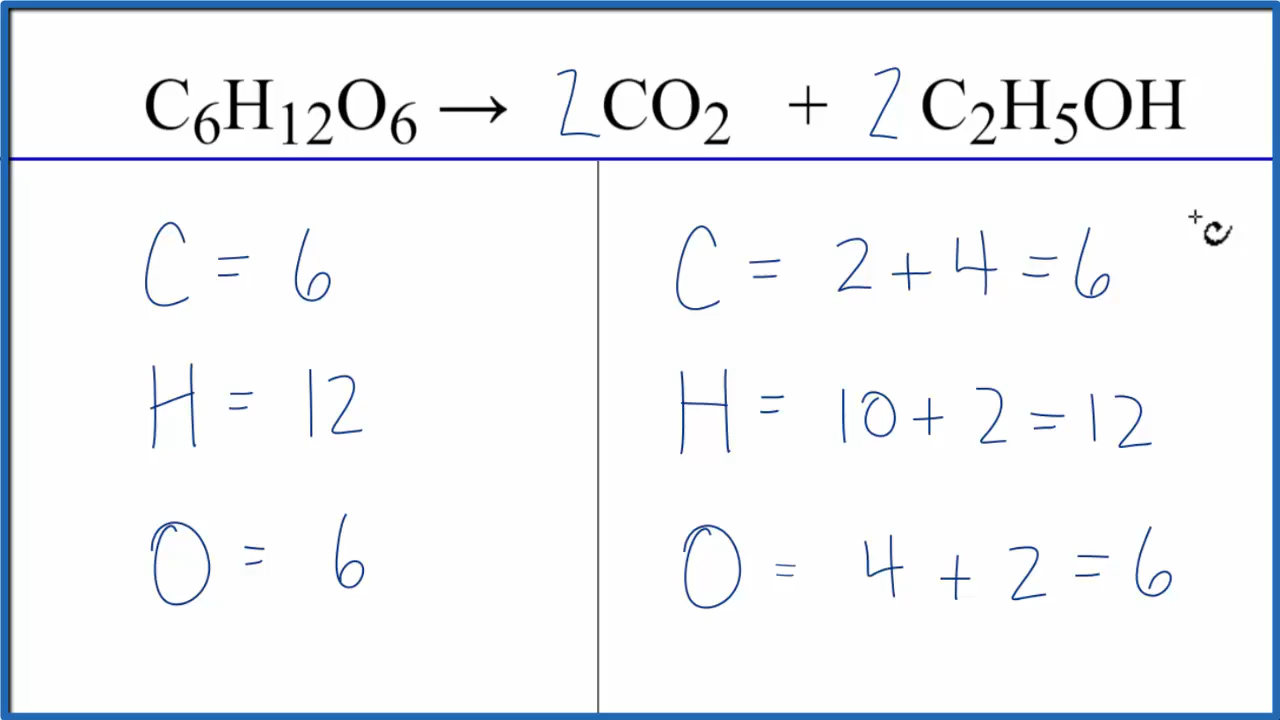 C₆H₁₂O₆ → 2CO₂ + 2C₂H₅OH
C = 6
C = 2 + 4 = 6
H = 12
H = 10 + 2 = 12
O = 6
O = 4 + 2 = 6